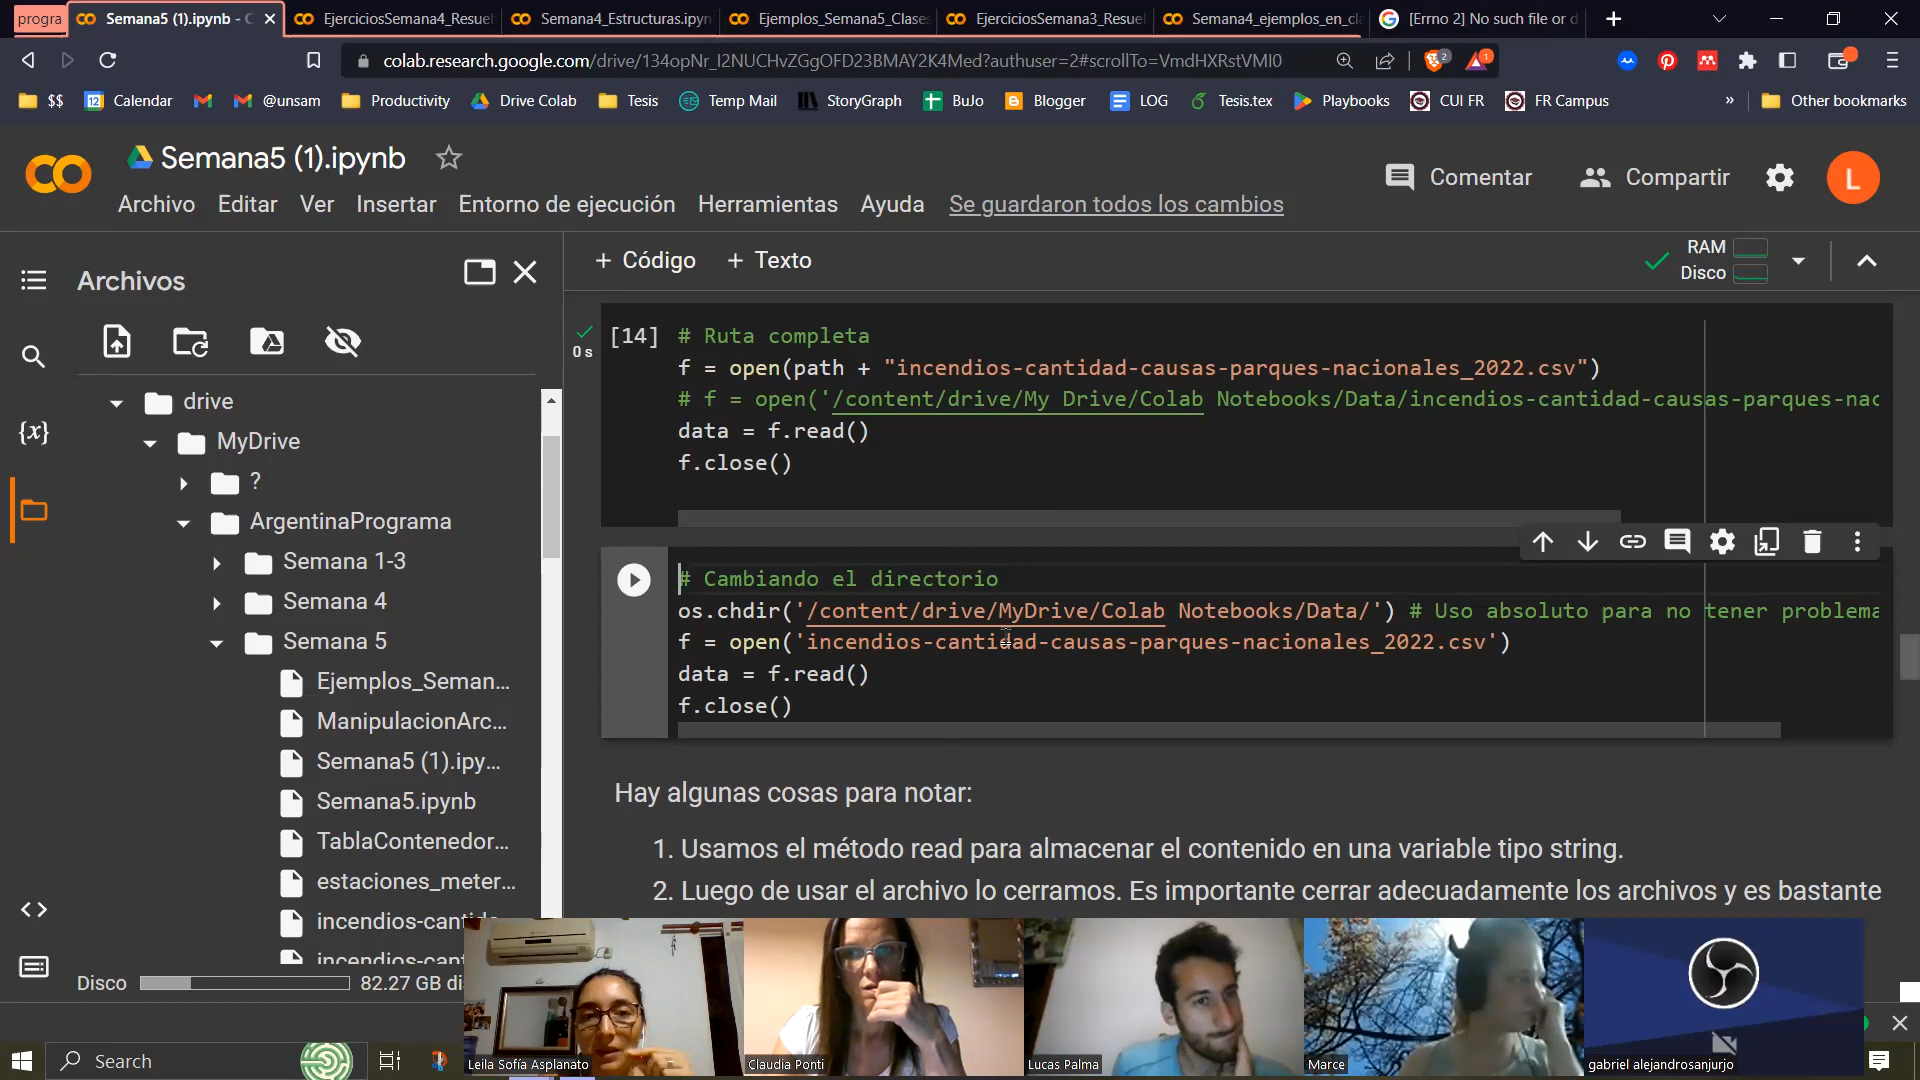 progra
Semana5 (1).ipynb - C
EjerciciosSemana4_Resuel
Semana4_Estructuras.ipyn
Ejemplos_Semana5_Clases
EjerciciosSemana3_Resue
Semana4_ejemplos_en_cl
[Errno 2] No such file or d
colab.research.google.com/drive/134opNr_I2NUCHvZGgOFD23BMAY2K4Med?authuser=2#scrollTo=VmdHXRstVMI0
2
1
$$
12
Calendar
@unsam
Productivity
Drive Colab
Tesis
Temp Mail
StoryGraph
BuJo
Blogger
LOG
Tesis.tex
Playbooks
CUI FR
FR Campus
»
Other bookmarks
Semana5 (1).ipynb
Comentar
Compartir
L
Archivo Editar Ver Insertar Entorno de ejecución Herramientas Ayuda Se guardaron todos los cambios
Archivos
+ Código + Texto
RAM
Disco
drive
MyDrive
?
ArgentinaPrograma
Semana 1-3
Semana 4
Semana 5
Ejemplos_Seman...
ManipulacionArc...
Semana5 (1).ipy...
Semana5.ipynb
TablaContenedor...
estaciones_meter...
incendios-cantida
incendios-cant
{x}
Disco
82.27 GB di
[14]
0 s
# Ruta completa
f = open(path + "incendios-cantidad-causas-parques-nacionales_2022.csv")
# f = open('/content/drive/My Drive/Colab Notebooks/Data/incendios-cantidad-causas-parques-nac
data = f.read()
f.close()
# Cambiando el directorio
os.chdir('/content/drive/MyDrive/Colab Notebooks/Data/') # Uso absoluto para no tener problema
f = open('incendios-cantidad-causas-parques-nacionales_2022.csv')
data = f.read()
f.close()
Hay algunas cosas para notar:
1. Usamos el método read para almacenar el contenido en una variable tipo string.
2. Luego de usar el archivo lo cerramos. Es importante cerrar adecuadamente los archivos y es bastante
Leila Sofía Asplanato
Claudia Ponti
Lucas Palma
Marce
gabriel alejandrosanjurjo
Search